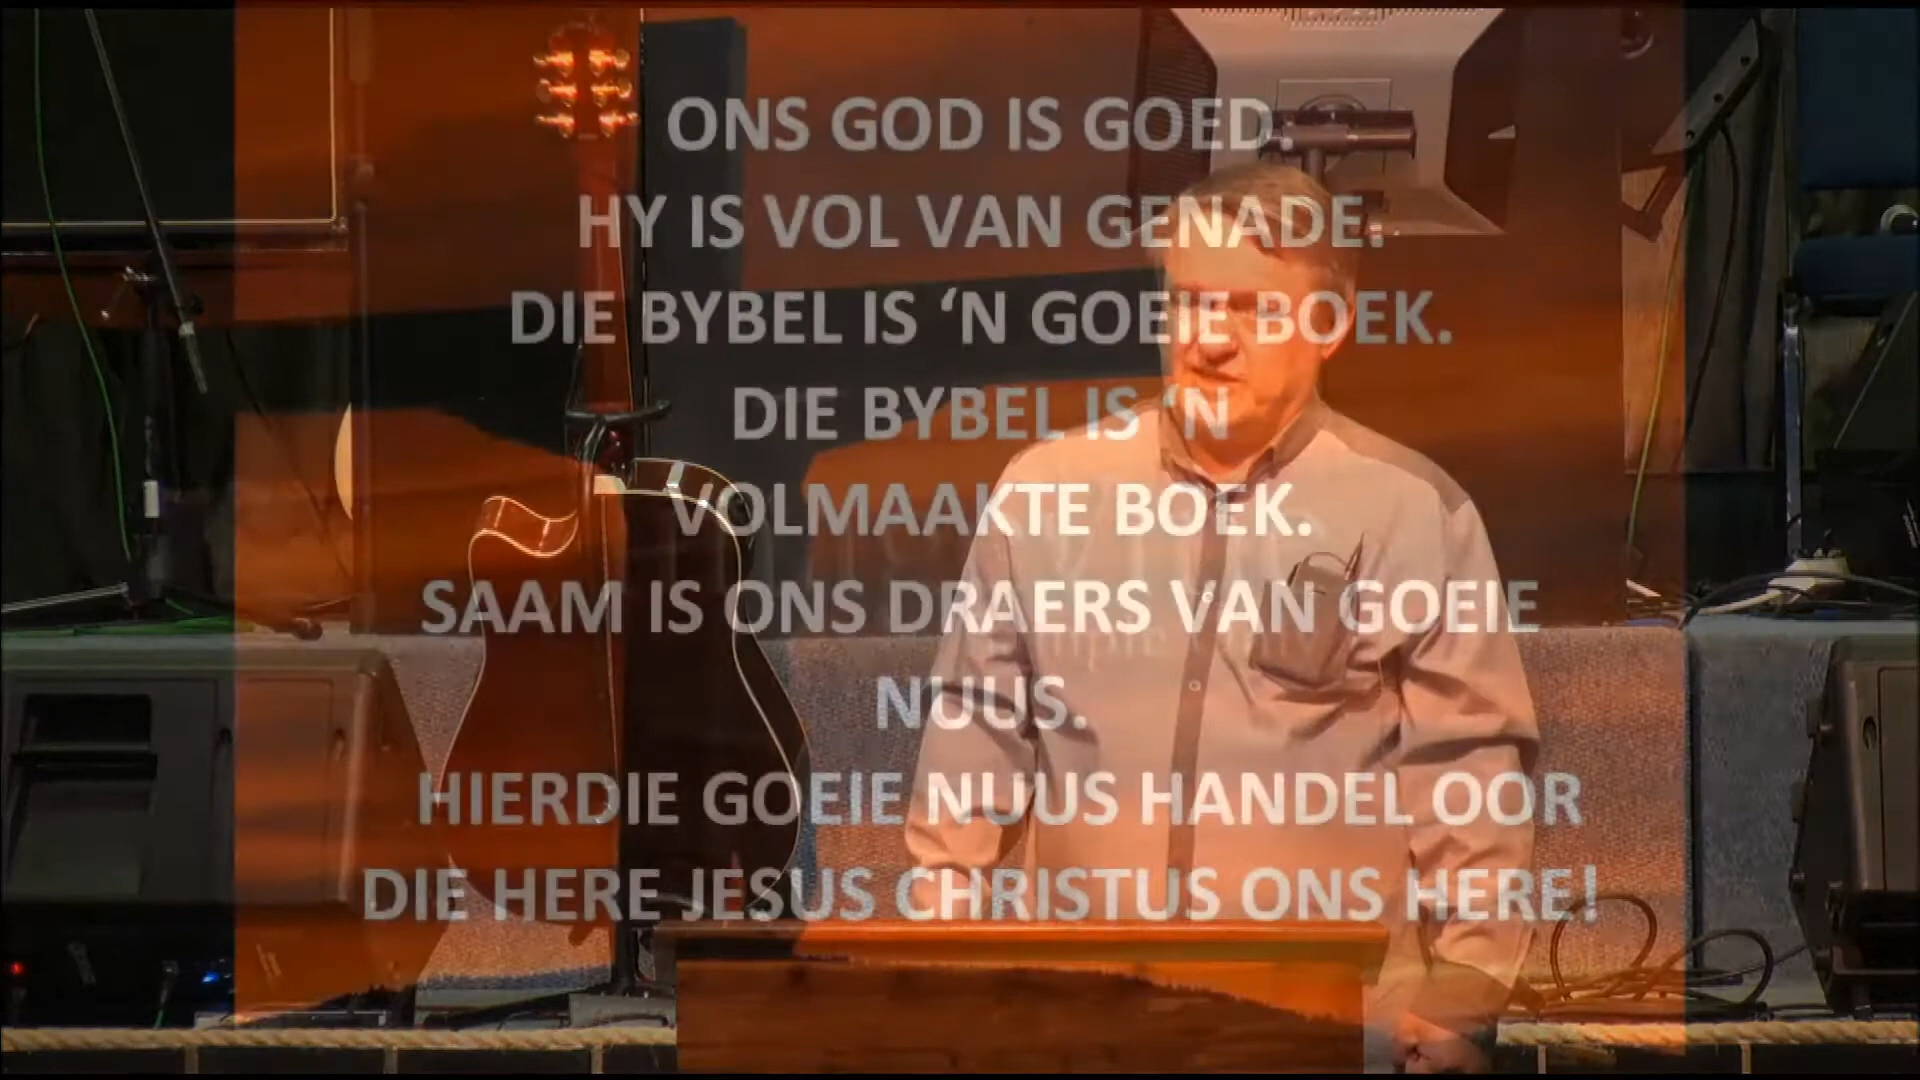 ONS GOD IS GOED.
HY IS VOL VAN GENADE.
DIE BYBEL IS ‘N GOEIE BOEK.
DIE BYBEL IS ‘N
VOLMAAKTE BOEK.
SAAM IS ONS DRAERS VAN GOEIE
NUUS.
HIERDIE GOEIE NUUS HANDEL OOR
DIE HERE JESUS CHRISTUS ONS HERE!